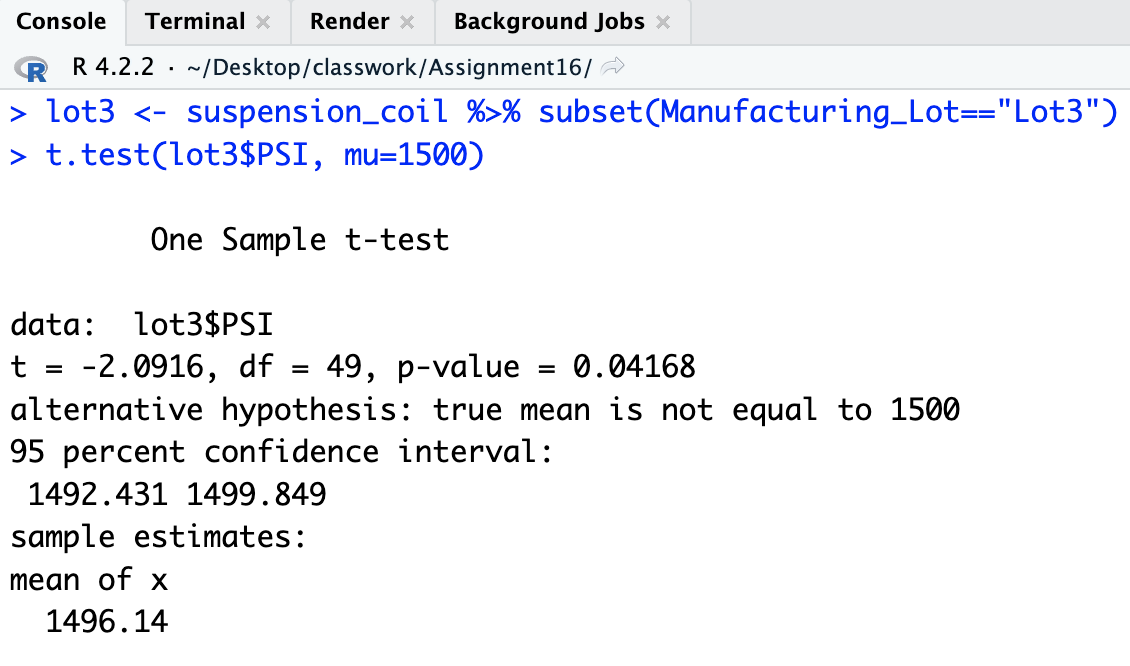 Console Terminal Render Background Jobs
R R 4.2.2 · ~/Desktop/classwork/Assignment16/
> lot3 <- suspension_coil %>% subset(Manufacturing_Lot=="Lot3")
> t.test(lot3$PSI, mu=1500)
One Sample t-test
data:  lot3$PSI
t = -2.0916, df = 49, p-value = 0.04168
alternative hypothesis: true mean is not equal to 1500
95 percent confidence interval:
1492.431 1499.849
sample estimates:
mean of x
1496.14